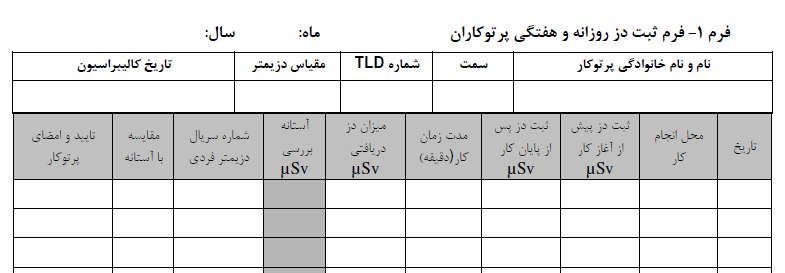 فرم ۱- فرم ثبت دز روزانه و هفتگی پرتوکاران ماه: سال:
نام و نام خانوادگی پرتوکار سمت شماره TLD مقیاس دزیمتر تاریخ کالیبراسیون
تاریخ
محل انجام
کار
ثبت دز پیش
از آغاز کار
µSv
ثبت دز پس
از پایان کار
µSv
مدت زمان
کار(دقیقه)
میزان دز
دریافتی
µSv
آستانه
بررسی
µSv
شماره سریال
دزیمتر فردی
مقایسه
با آستانه
تایید و امضای
پرتوکار